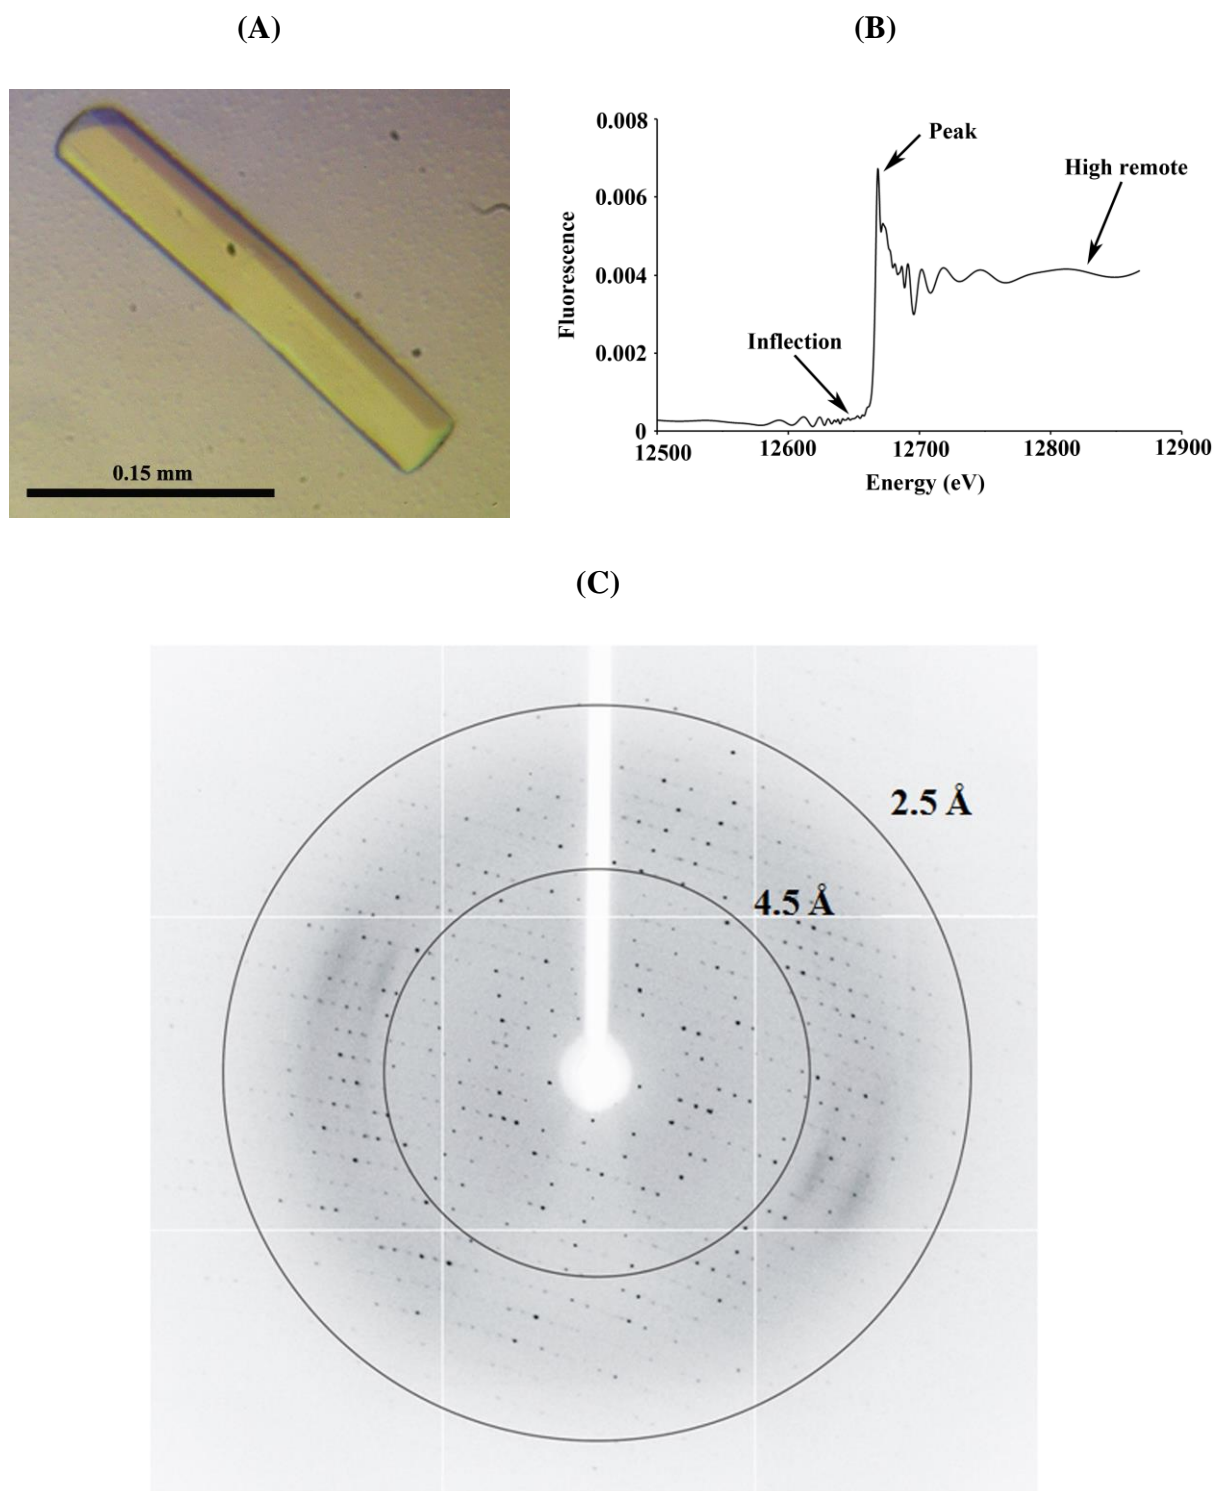 (A)
(B)
0.15 mm
0.008
0.006
0.004
0.002
0
Fluorescence
Peak
High remote
Inflection
12500
12600
12700
12800
12900
Energy (eV)
(C)
2.5 Å
4.5 Å